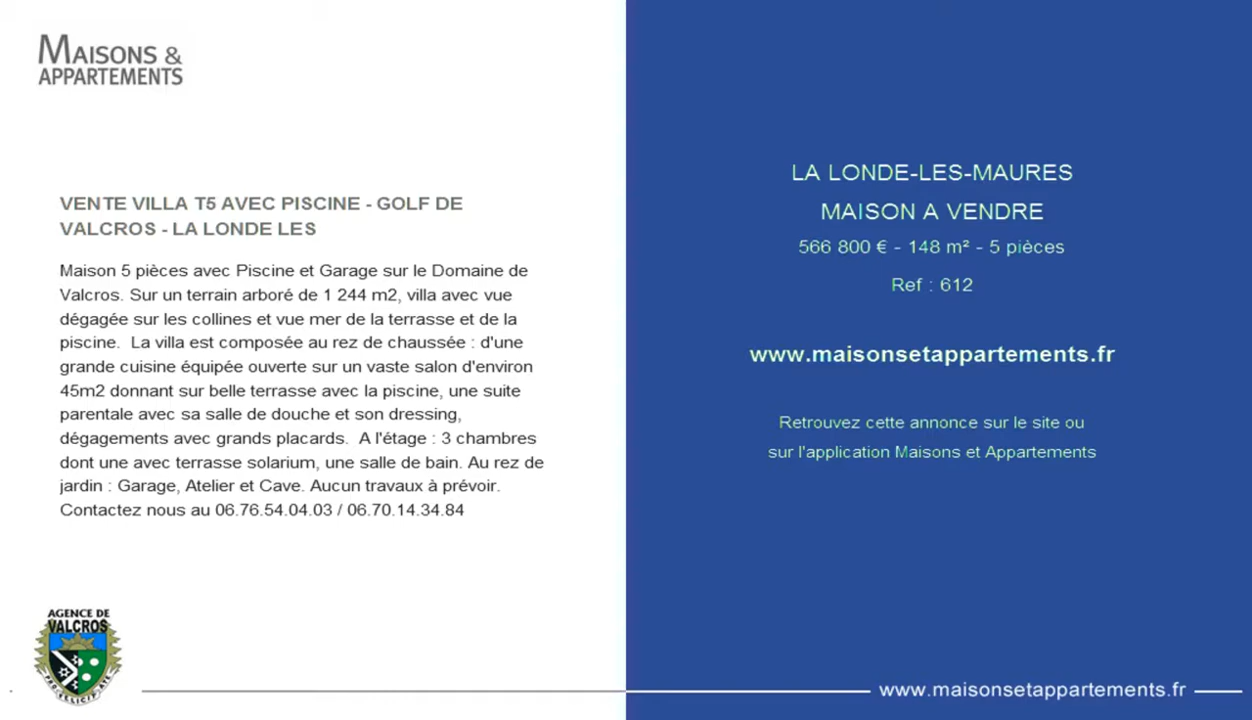 MAISONS &
APPARTEMENTS
VENTE VILLA T5 AVEC PISCINE - GOLF DE
VALCROS - LA LONDE LES
Maison 5 pièces avec Piscine et Garage sur le Domaine de
Valcros. Sur un terrain arboré de 1 244 m2, villa avec vue
dégagée sur les collines et vue mer de la terrasse et de la
piscine.  La villa est composée au rez de chaussée : d'une
grande cuisine équipée ouverte sur un vaste salon d'environ
45m2 donnant sur belle terrasse avec la piscine, une suite
parentale avec sa salle de douche et son dressing,
dégagements avec grands placards.  A l'étage : 3 chambres
dont une avec terrasse solarium, une salle de bain. Au rez de
jardin : Garage, Atelier et Cave. Aucun travaux à prévoir.
Contactez nous au 06.76.54.04.03 / 06.70.14.34.84
AGENCE DE
VALCROS
LA LONDE-LES-MAURES
MAISON A VENDRE
566 800 € - 148 m² - 5 pièces
Ref : 612
www.maisonsetappartements.fr
Retrouvez cette annonce sur le site ou
sur l'application Maisons et Appartements
www.maisonsetappartements.fr